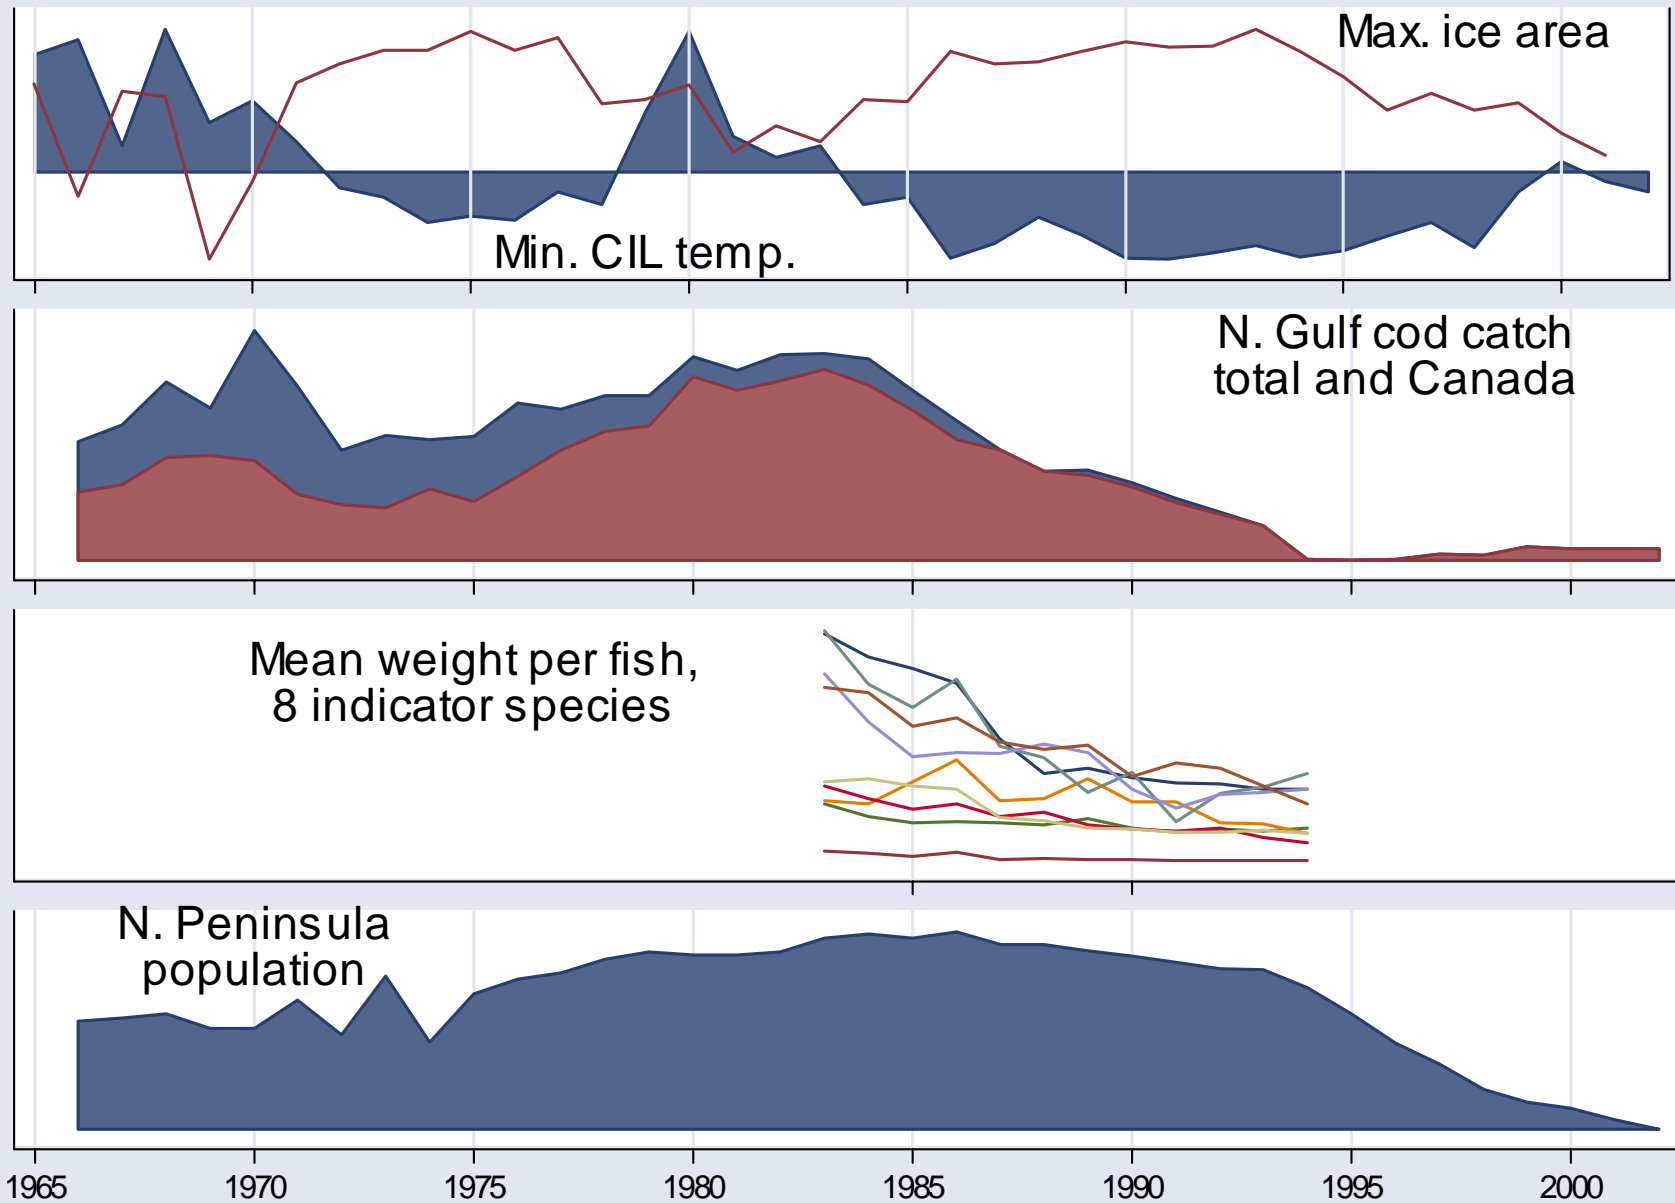 Max. ice area
Min. CIL temp.
N. Gulf cod catch
total and Canada
Mean weight per fish,
8 indicator species
N. Peninsula
population
1965 1970 1975 1980 1985 1990 1995 2000